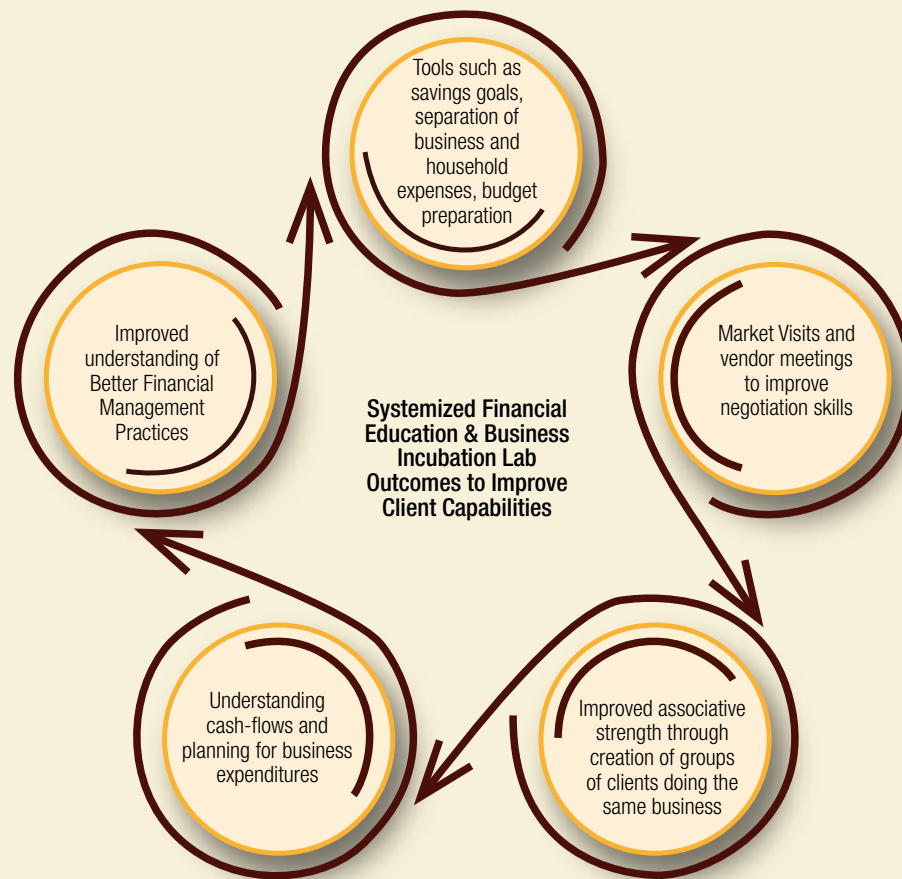 Tools such as
savings goals,
separation of
business and
household
expenses, budget
preparation
Market Visits and
vendor meetings
to improve
negotiation skills
Improved associative
strength through
creation of groups
of clients doing the
same business
Understanding
cash-flows and
planning for business
expenditures
Improved
understanding of
Better Financial
Management
Practices
Systemized Financial
Education & Business
Incubation Lab
Outcomes to Improve
Client Capabilities